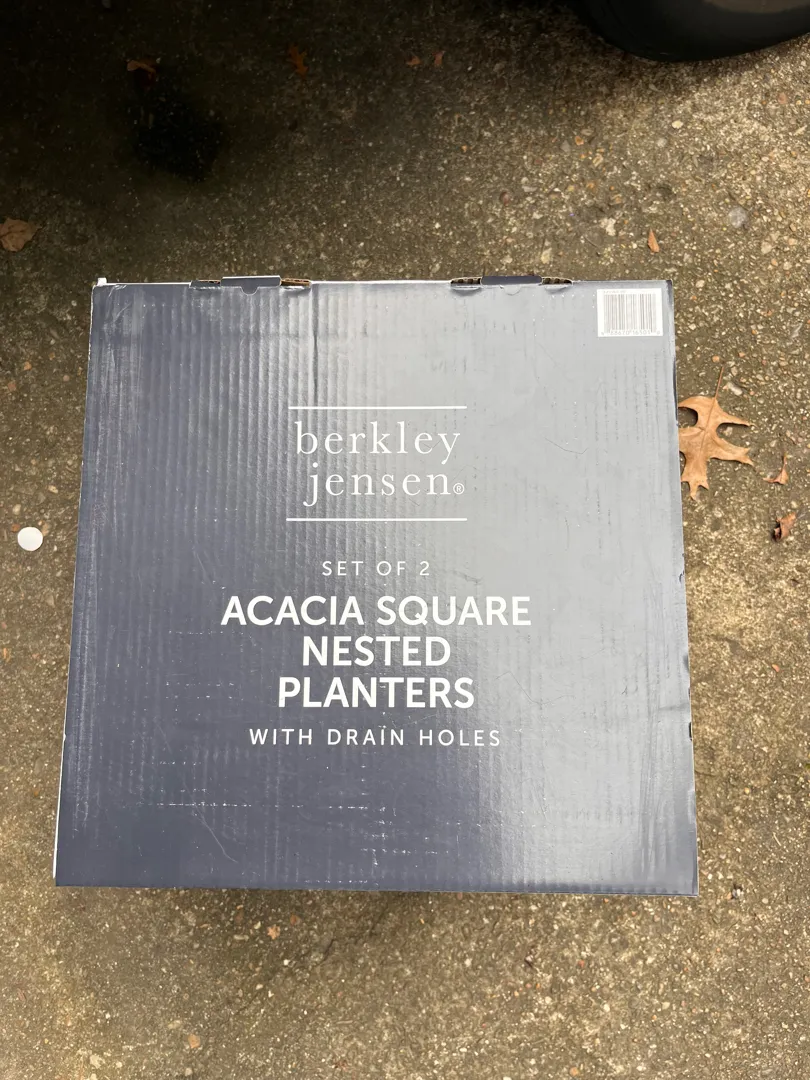 berkley
jensen®
SET OF 2
ACACIA SQUARE
NESTED
PLANTERS
WITH DRAIN HOLES